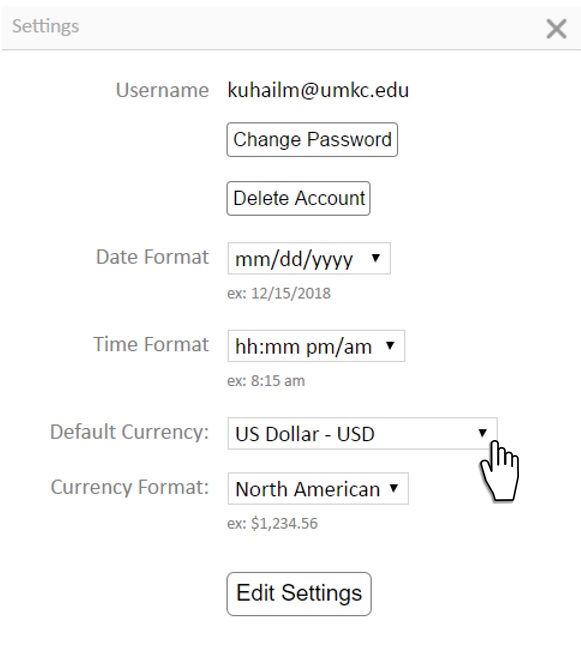 Settings
Username kuhailm@umkc.edu
Change Password
Delete Account
Date Format mm/dd/yyyy
ex: 12/15/2018
Time Format hh:mm pm/am
ex: 8:15 am
Default Currency: US Dollar - USD
Currency Format: North American
ex: $1,234.56
Edit Settings